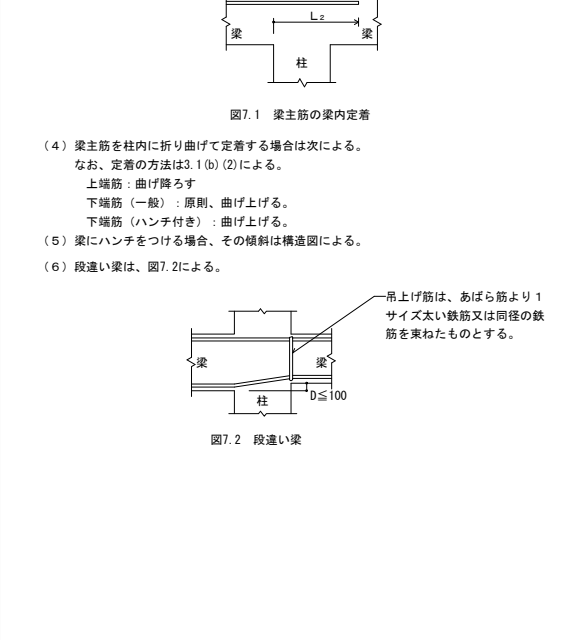 L2
梁
梁
柱
図7.1 梁主筋の梁内定着
(4)梁主筋を柱内に折り曲げて定着する場合は次による。
なお、定着の方法は3.1(b)(2)による。
上端筋:曲げ降ろす
下端筋(一般):原則、曲げ上げる。
下端筋(ハンチ付き):曲げ上げる。
(5)梁にハンチをつける場合、その傾斜は構造図による。
(6)段違い梁は、図7.2による。
吊上げ筋は、あばら筋より1
サイズ太い鉄筋又は同径の鉄
筋を束ねたものとする。
梁
梁
柱
D≦100
図7.2 段違い梁